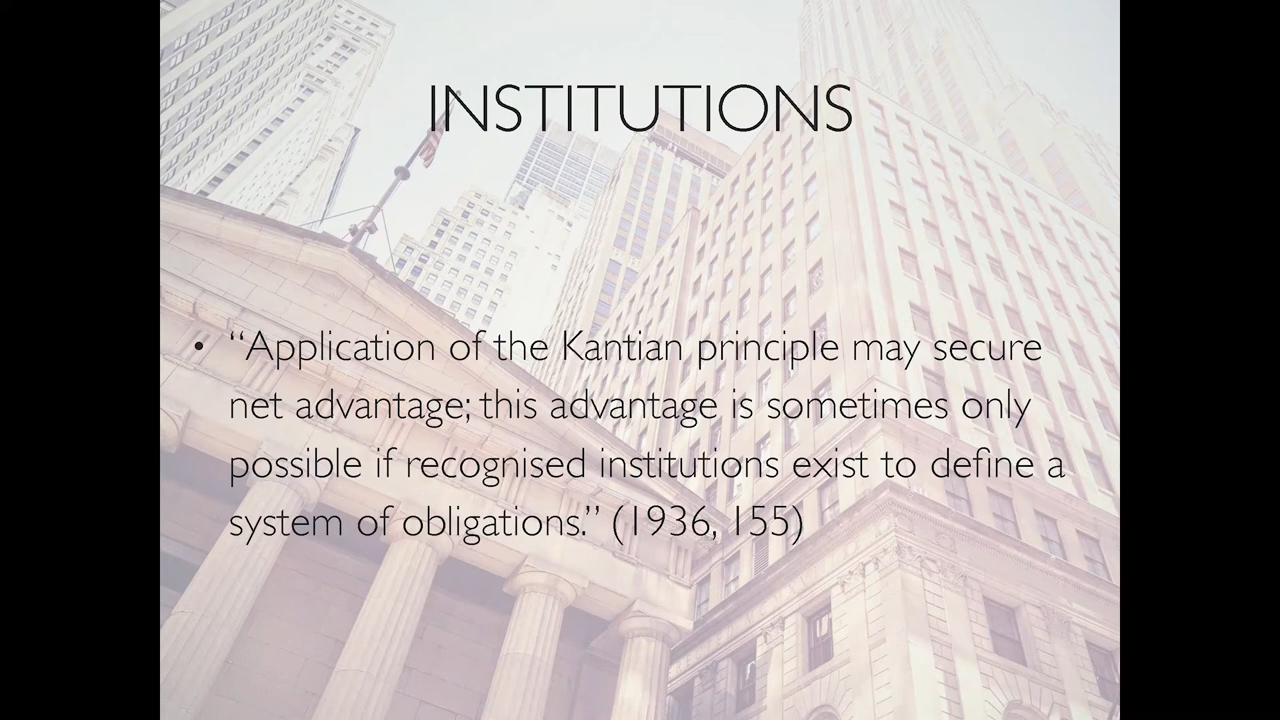 INSTITUTIONS
• “Application of the Kantian principle may secure
net advantage; this advantage is sometimes only
possible if recognised institutions exist to define a
system of obligations.” (1936, 155)